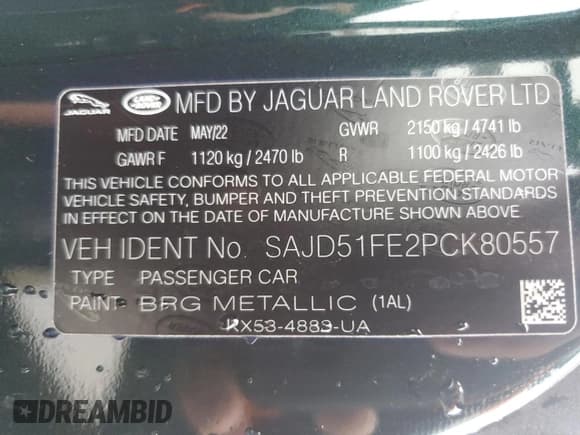 JAGUAR LAND ROVER MFD BY JAGUAR LAND ROVER LTD
MFD DATE MAY/22 GVWR 2150 kg / 4741 lb
GAWR F 1120 kg / 2470 lb R 1100 kg / 2426 lb
THIS VEHICLE CONFORMS TO ALL APPLICABLE FEDERAL MOTOR
VEHICLE SAFETY, BUMPER AND THEFT PREVENTION STANDARDS
IN EFFECT ON THE DATE OF MANUFACTURE SHOWN ABOVE.
VEH IDENT No. SAJD51FE2PCK80557
TYPE PASSENGER CAR
PAINT BRG METALLIC (1AL)
KX53-4883-UA
DREAMBID